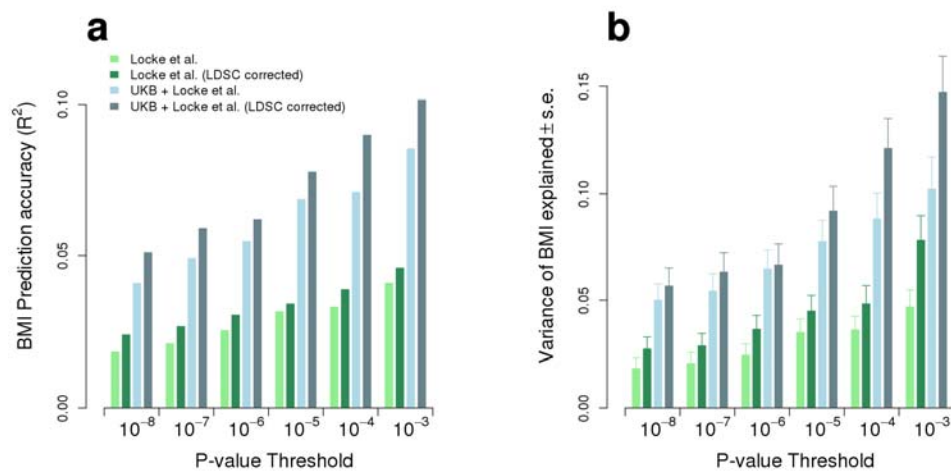 a
Locke et al.
Locke et al. (LDSC corrected)
UKB + Locke et al.
UKB + Locke et al. (LDSC corrected)
BMI Prediction accuracy (R²)
0.10
0.05
0.00
10⁻⁸ 10⁻⁷ 10⁻⁶ 10⁻⁵ 10⁻⁴ 10⁻³
P-value Threshold
b
Variance of BMI explained ± s.e.
0.15
0.10
0.05
0.00
10⁻⁸ 10⁻⁷ 10⁻⁶ 10⁻⁵ 10⁻⁴ 10⁻³
P-value Threshold